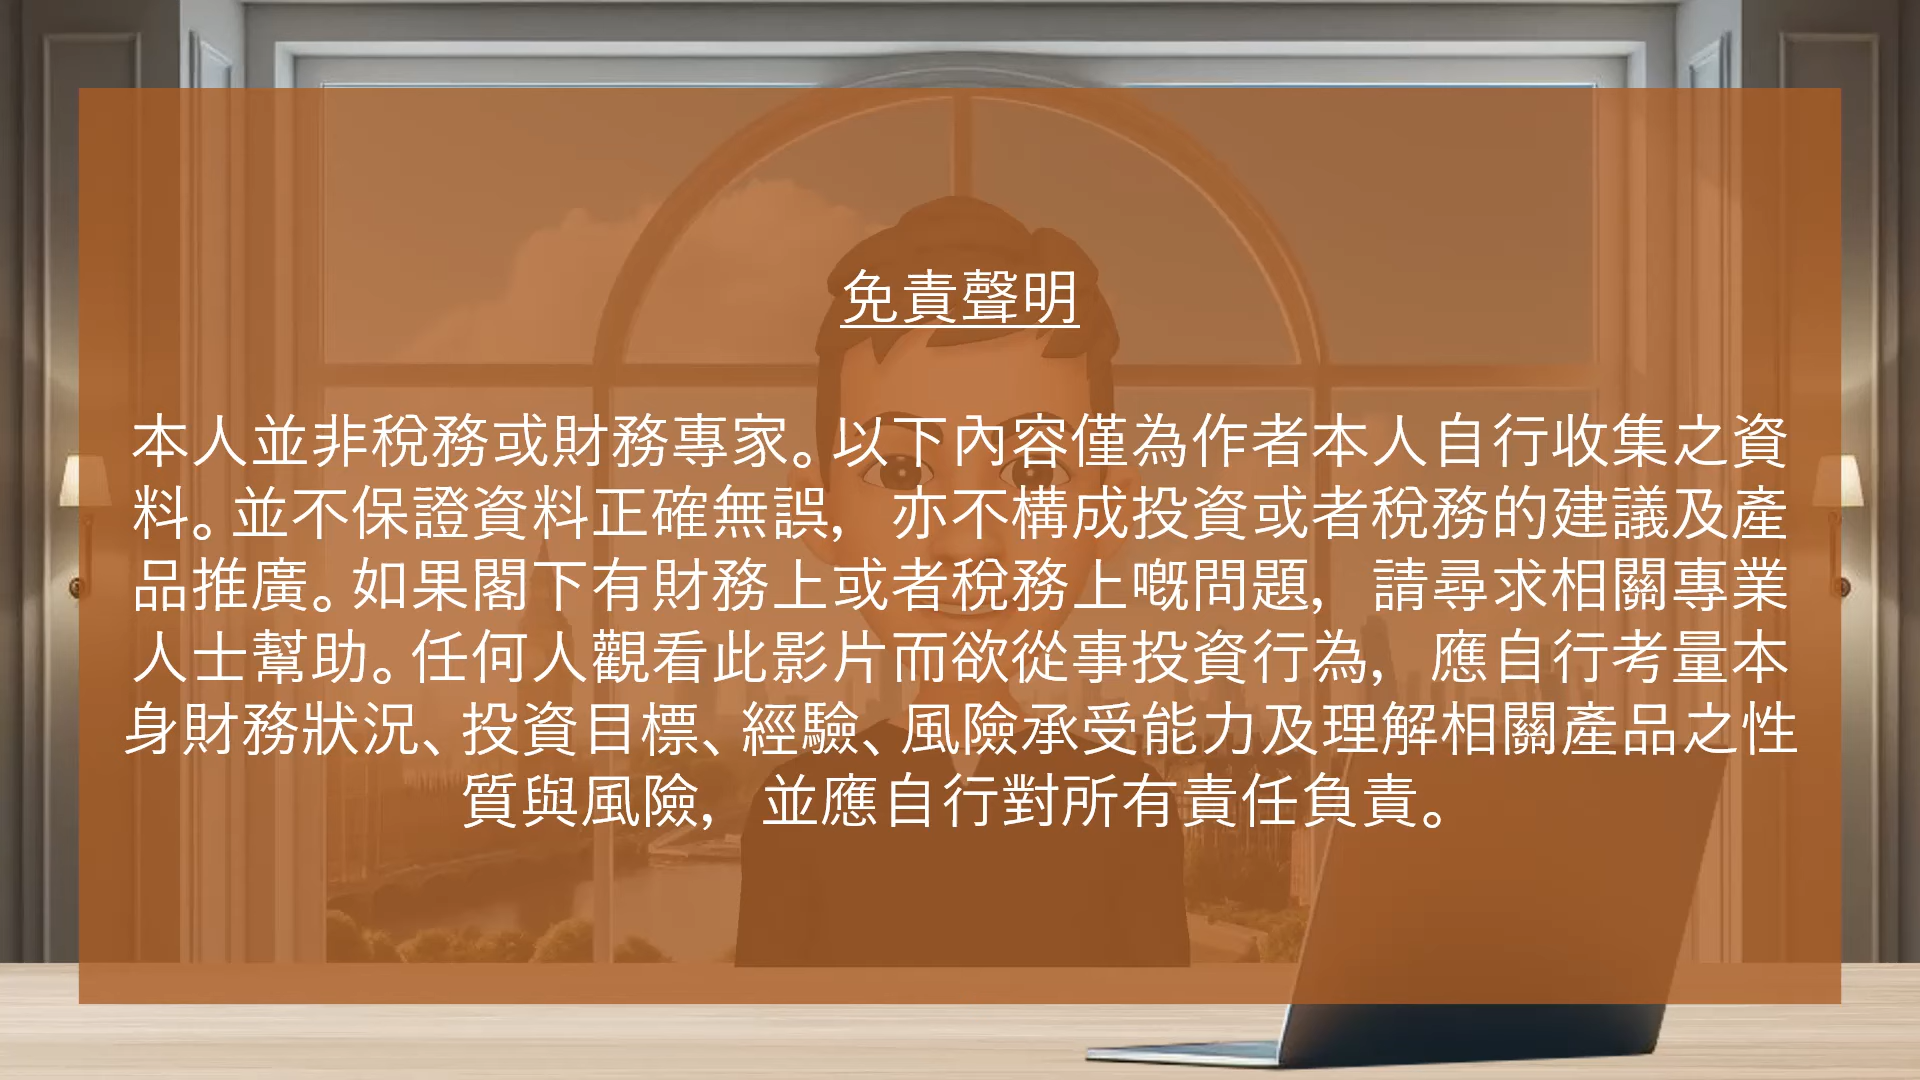 免責聲明
本人並非稅務或財務專家。以下內容僅為作者本人自行收集之資
料。並不保證資料正確無誤，亦不構成投資或者稅務的建議及產
品推廣。如果閣下有財務上或者稅務上嘅問題，請尋求相關專業
人士幫助。任何人觀看此影片而欲從事投資行為，應自行考量本
身財務狀況、投資目標、經驗、風險承受能力及理解相關產品之性
質與風險，並應自行對所有責任負責。